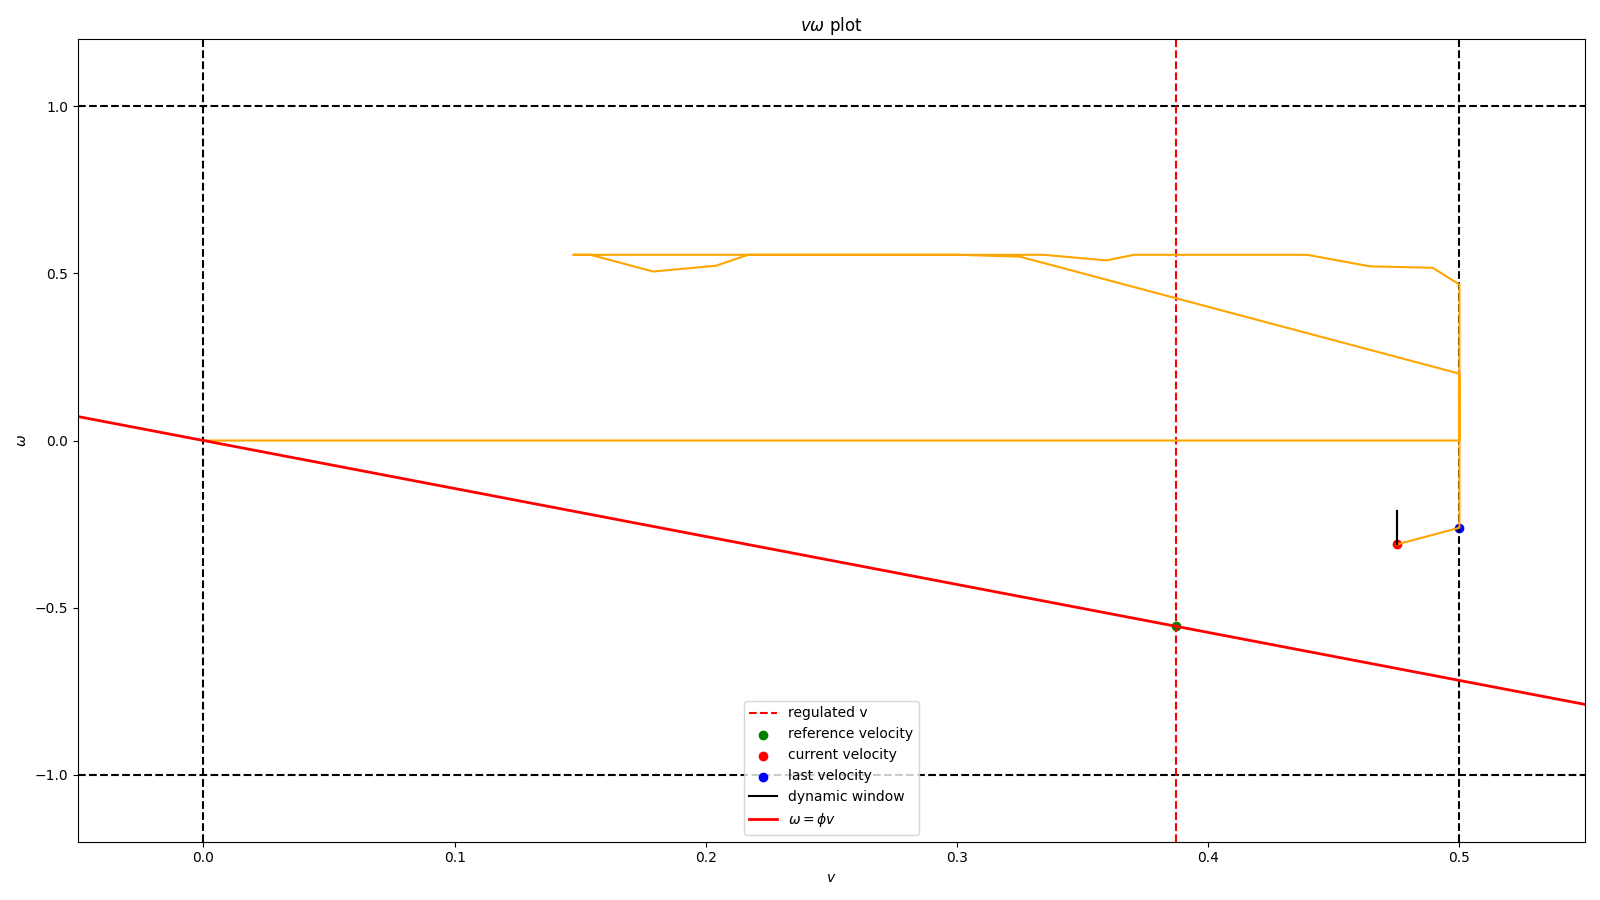 vω plot
1.0
0.5
0.0
−0.5
−1.0
ω
0.0
0.1
0.2
0.3
0.4
0.5
v
regulated v
reference velocity
current velocity
last velocity
dynamic window
ω = ϕv